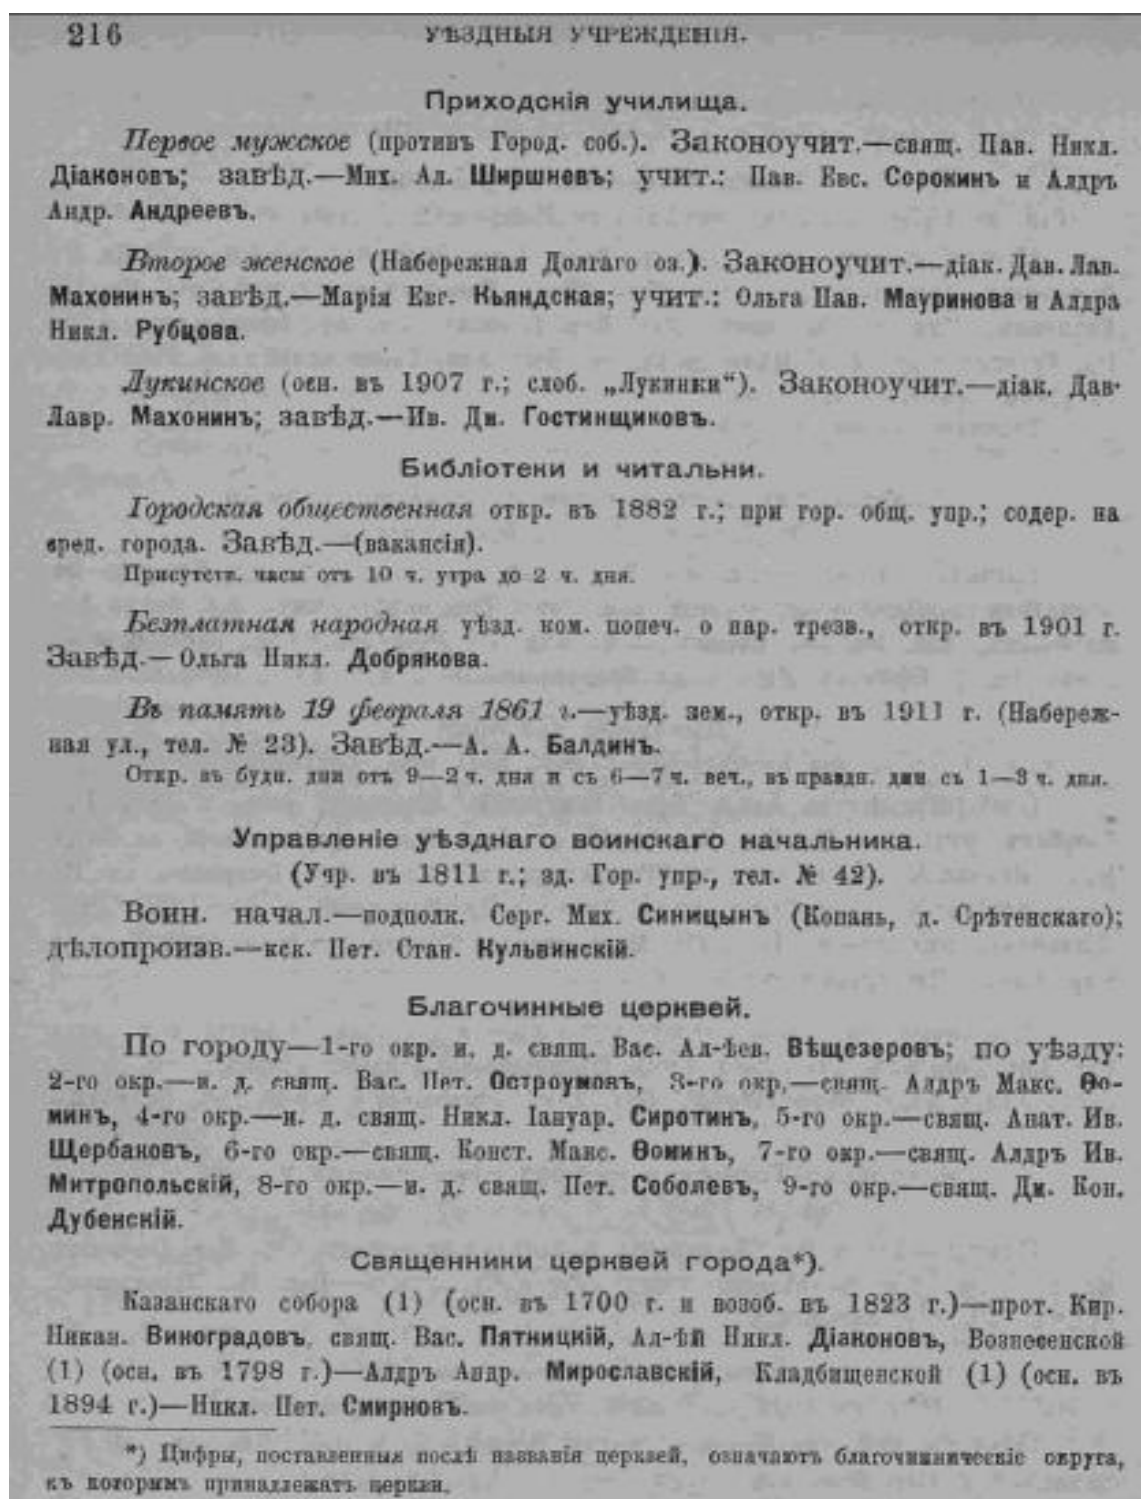 216
УѢЗДНЫЯ УЧРЕЖДЕНІЯ.
Приходскія училища.
Первое мужское (противъ Город. соб.). Законоучит.—свящ. Пав. Никл.
Діаконовъ; завѣд.—Мих. Ал. Ширшневъ; учит.: Пав. Евс. Сорокинъ и Алдръ
Андр. Андреевъ.
Второе женское (Набережная Долгаго оз.). Законоучит.—діак. Дав. Лав.
Махонинъ; завѣд.—Марія Евг. Кьяндская; учит.: Ольга Пав. Мауринова и Алдра
Никл. Рубцова.
Лукинское (осн. въ 1907 г.; слоб. „Лукинки“). Законоучит.—діак. Дав.
Лавр. Махонинъ; завѣд.—Ив. Дм. Гостинщиковъ.
Библіотеки и читальни.
Городская общественная откр. въ 1882 г.; при гор. общ. упр.; содер. на
сред. города. Завѣд.—(вакансія).
Присутств. часы отъ 10 ч. утра до 2 ч. дня.
Безплатная народная уѣзд. ком. попеч. о нар. трезв., откр. въ 1901 г.
Завѣд.—Ольга Никл. Добрякова.
Въ память 19 февраля 1861 г.—уѣзд. зем., откр. въ 1911 г. (Набереж-
ная ул., тел. № 23). Завѣд.—А. А. Балдинъ.
Откр. въ будн. дни отъ 9—2 ч. дня и съ 6—7 ч. веч., въ праздн. дни съ 1—3 ч. дня.
Управленіе уѣзднаго воинскаго начальника.
(Учр. въ 1811 г.; зд. Гор. упр., тел. № 42).
Воин. начал.—подполк. Серг. Мих. Синицынъ (Копань, д. Срѣтенскаго);
дѣлопроизв.—кск. Пет. Стан. Кульвинскій.
Благочинные церквей.
По городу—1-го окр. и. д. свящ. Вас. Ал-ѣев. Вѣщезеровъ; по уѣзду:
2-го окр.—и. д. свящ. Вас. Пет. Остроумовъ, 3-го окр.—свящ. Алдръ Макс. Ѳо-
минъ, 4-го окр.—и. д. свящ. Никл. Іануар. Сиротинъ, 5-го окр.—свящ. Анат. Ив.
Щербаковъ, 6-го окр.—свящ. Конст. Макс. Ѳоминъ, 7-го окр.—свящ. Алдръ Ив.
Митропольскій, 8-го окр.—и. д. свящ. Пет. Соболевъ, 9-го окр.—свящ. Дм. Кон.
Дубенскій.
Священники церквей города*).
Казанскаго собора (1) (осн. въ 1700 г. и возоб. въ 1823 г.)—прот. Кир.
Никан. Виноградовъ, свящ. Вас. Пятницкій, Ал-ѣй Никл. Діаконовъ, Вознесенской
(1) (осн. въ 1798 г.)—Алдръ Андр. Мирославскій, Кладбищенской (1) (осн. въ
1894 г.)—Никл. Пет. Смирновъ.
*) Цифры, поставленныя послѣ названія церквей, означаютъ благочинническіе округа,
къ которымъ принадлежатъ церкви.